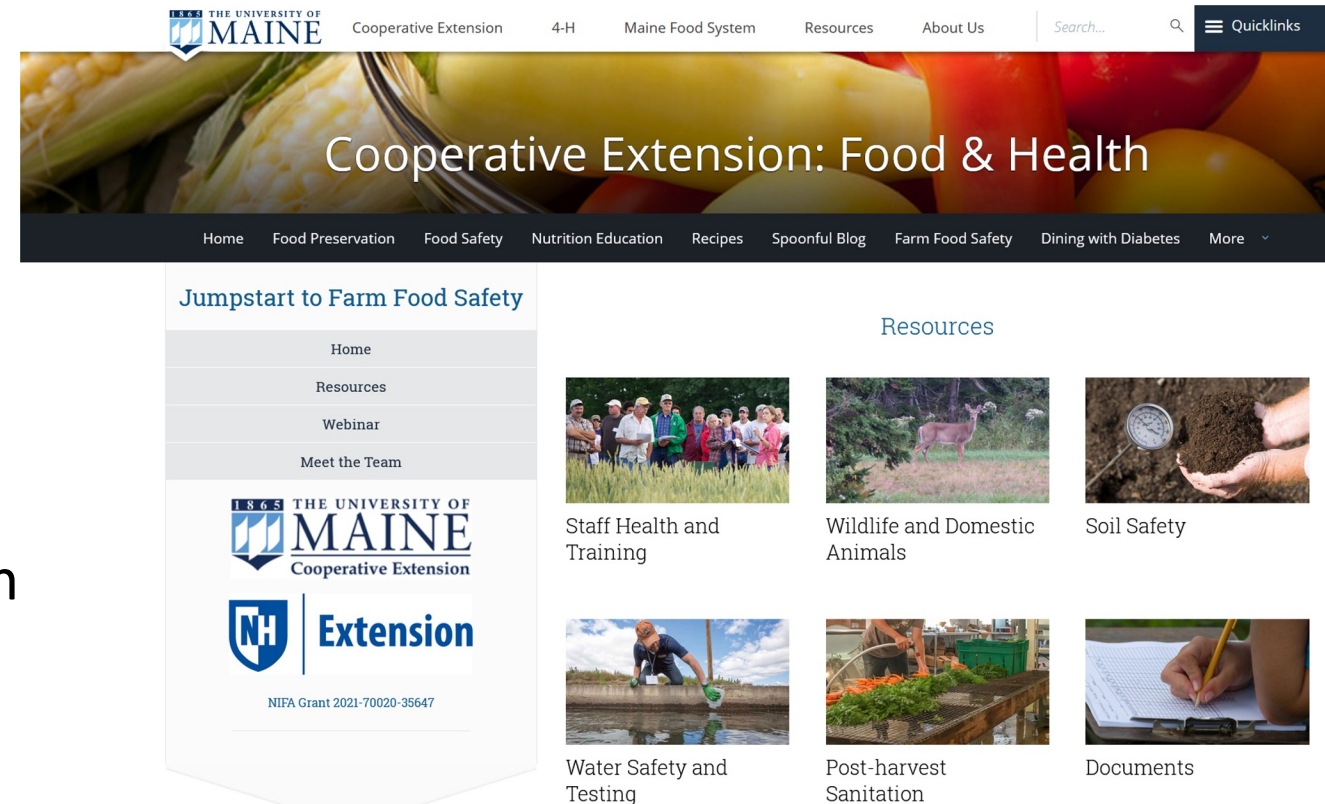 1865 THE UNIVERSITY OF
MAINE
Cooperative Extension 4-H Maine Food System Resources About Us Search... Quicklinks
Cooperative Extension: Food & Health
Home Food Preservation Food Safety Nutrition Education Recipes Spoonful Blog Farm Food Safety Dining with Diabetes More
Jumpstart to Farm Food Safety
Home
Resources
Webinar
Meet the Team
1865 THE UNIVERSITY OF
MAINE
Cooperative Extension
NH Extension
NIFA Grant 2021-70020-35647
n
Resources
Staff Health and
Training
Wildlife and Domestic
Animals
Soil Safety
Water Safety and
Testing
Post-harvest
Sanitation
Documents